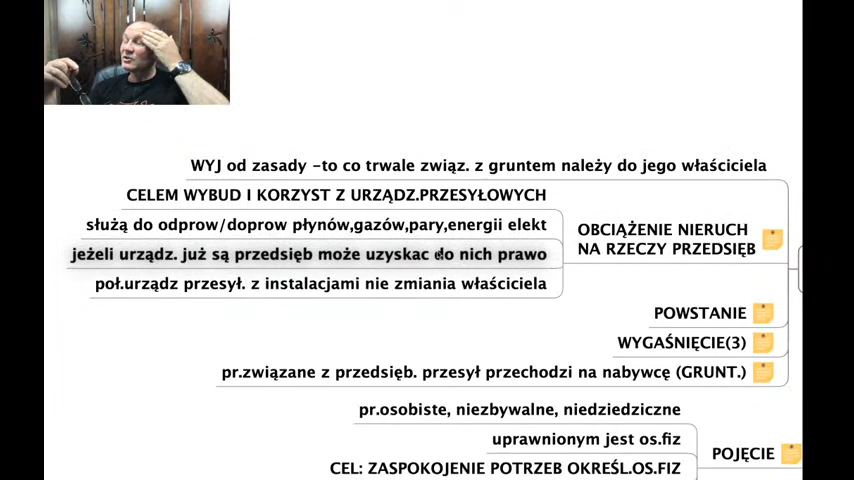 WYJ od zasady -to co trwale związ. z gruntem należy do jego właściciela
CELEM WYBUD I KORZYST Z URZĄDZ.PRZESYŁOWYCH
służą do odprow/doprow płynów,gazów,pary,energii elekt
jeżeli urządz. już są przedsięb może uzyskac do nich prawo
poł.urządz przesył. z instalacjami nie zmiania właściciela
OBCIĄŻENIE NIERUCH
NA RZECZY PRZEDSIĘB
POWSTANIE
WYGAŚNIĘCIE(3)
pr.związane z przedsięb. przesył przechodzi na nabywcę (GRUNT.)
pr.osobiste, niezbywalne, niedziedziczne
uprawnionym jest os.fiz
CEL: ZASPOKOJENIE POTRZEB OKREŚL.OS.FIZ
POJĘCIE